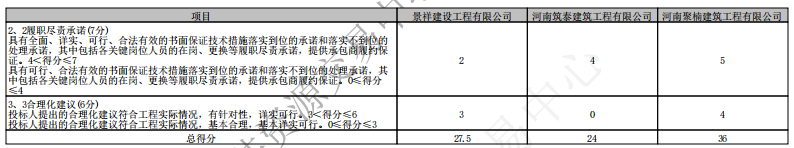 项目 景祥建设工程有限公司 河南筑泰建筑工程有限公司 河南聚楠建筑工程有限公司
2、2履职尽责承诺(7分)
具有全面、详实、可行、合法有效的书面保证技术措施落实到位的承诺和落实不到位的
处理承诺，其中包括各关键岗位人员的在岗、更换等履职尽责承诺，提供承包商履约保
证。4<得分≤7
具有可行、合法有效的书面保证技术措施落实到位的承诺和落实不到位的处理承诺，其
中包括各关键岗位人员的在岗、更换等履职尽责承诺，提供承包商履约保证。0≤得分
≤4
2 4 5
3、3合理化建议(6分)
投标人提出的合理化建议符合工程实际情况，有针对性，详实可行。3<得分≤6
投标人提出的合理化建议符合工程实际情况，基本合理，基本详实可行。0≤得分≤3
3 0 4
总得分 27.5 24 36